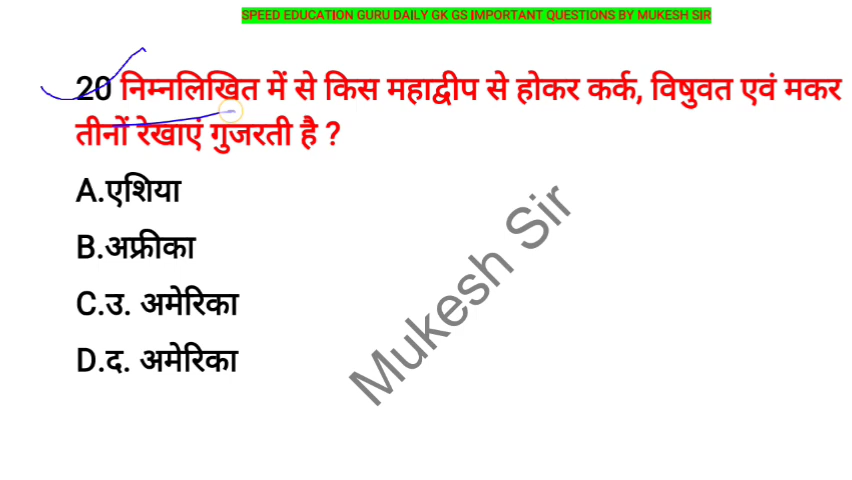 SPEED EDUCATION GURU DAILY GK GS IMPORTANT QUESTIONS BY MUKESH SIR
20 निम्नलिखित में से किस महाद्वीप से होकर कर्क, विषुवत एवं मकर
तीनों रेखाएं गुजरती है ?
A.एशिया
B.अफ्रीका
C.उ. अमेरिका
D.द. अमेरिका
Mukesh Sir